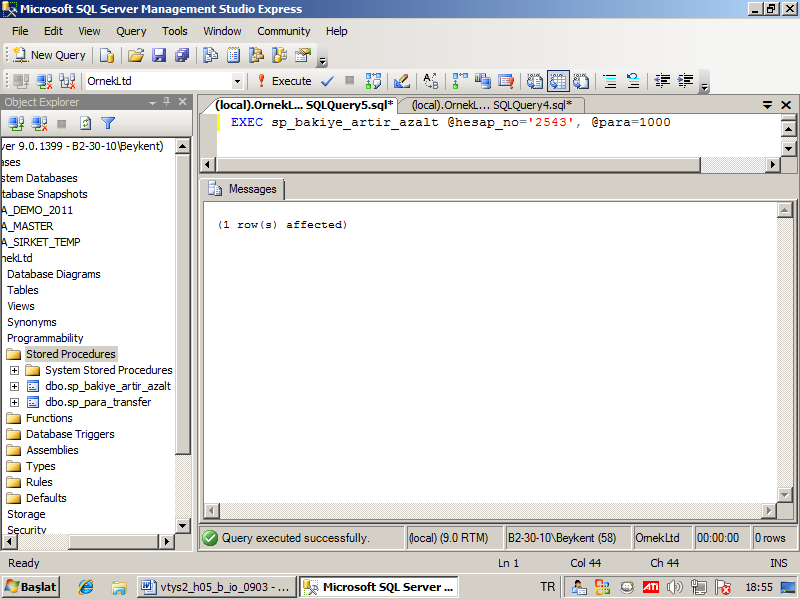 Microsoft SQL Server Management Studio Express
File Edit View Query Tools Window Community Help
New Query
OrnekLtd
Execute
Object Explorer
(local).OrnekL... SQLQuery5.sql*
(local).OrnekL... SQLQuery4.sql*
EXEC sp_bakiye_artir_azalt @hesap_no='2543', @para=1000
Messages
(1 row(s) affected)
ver 9.0.1399 - B2-30-10\Beykent)
ases
stem Databases
tabase Snapshots
A_DEMO_2011
A_MASTER
A_SIRKET_TEMP
nekLtd
Database Diagrams
Tables
Views
Synonyms
Programmability
Stored Procedures
System Stored Procedures
dbo.sp_bakiye_artir_azalt
dbo.sp_para_transfer
Functions
Database Triggers
Assemblies
Types
Rules
Defaults
Storage
Security
Query executed successfully.
(local) (9.0 RTM)
B2-30-10\Beykent (58)
OrnekLtd
00:00:00
0 rows
Ready
Ln 1
Col 44
Ch 44
INS
Başlat
vtys2_h05_b_io_0903 - ...
Microsoft SQL Server ...
TR
ATI
18:55